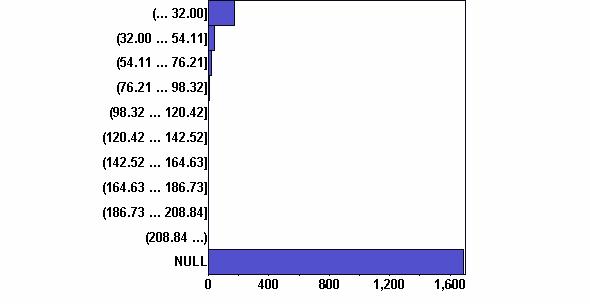 (... 32.00]
(32.00 ... 54.11]
(54.11 ... 76.21]
(76.21 ... 98.32]
(98.32 ... 120.42]
(120.42 ... 142.52]
(142.52 ... 164.63]
(164.63 ... 186.73]
(186.73 ... 208.84]
(208.84 ...)
NULL
0 400 800 1,200 1,600